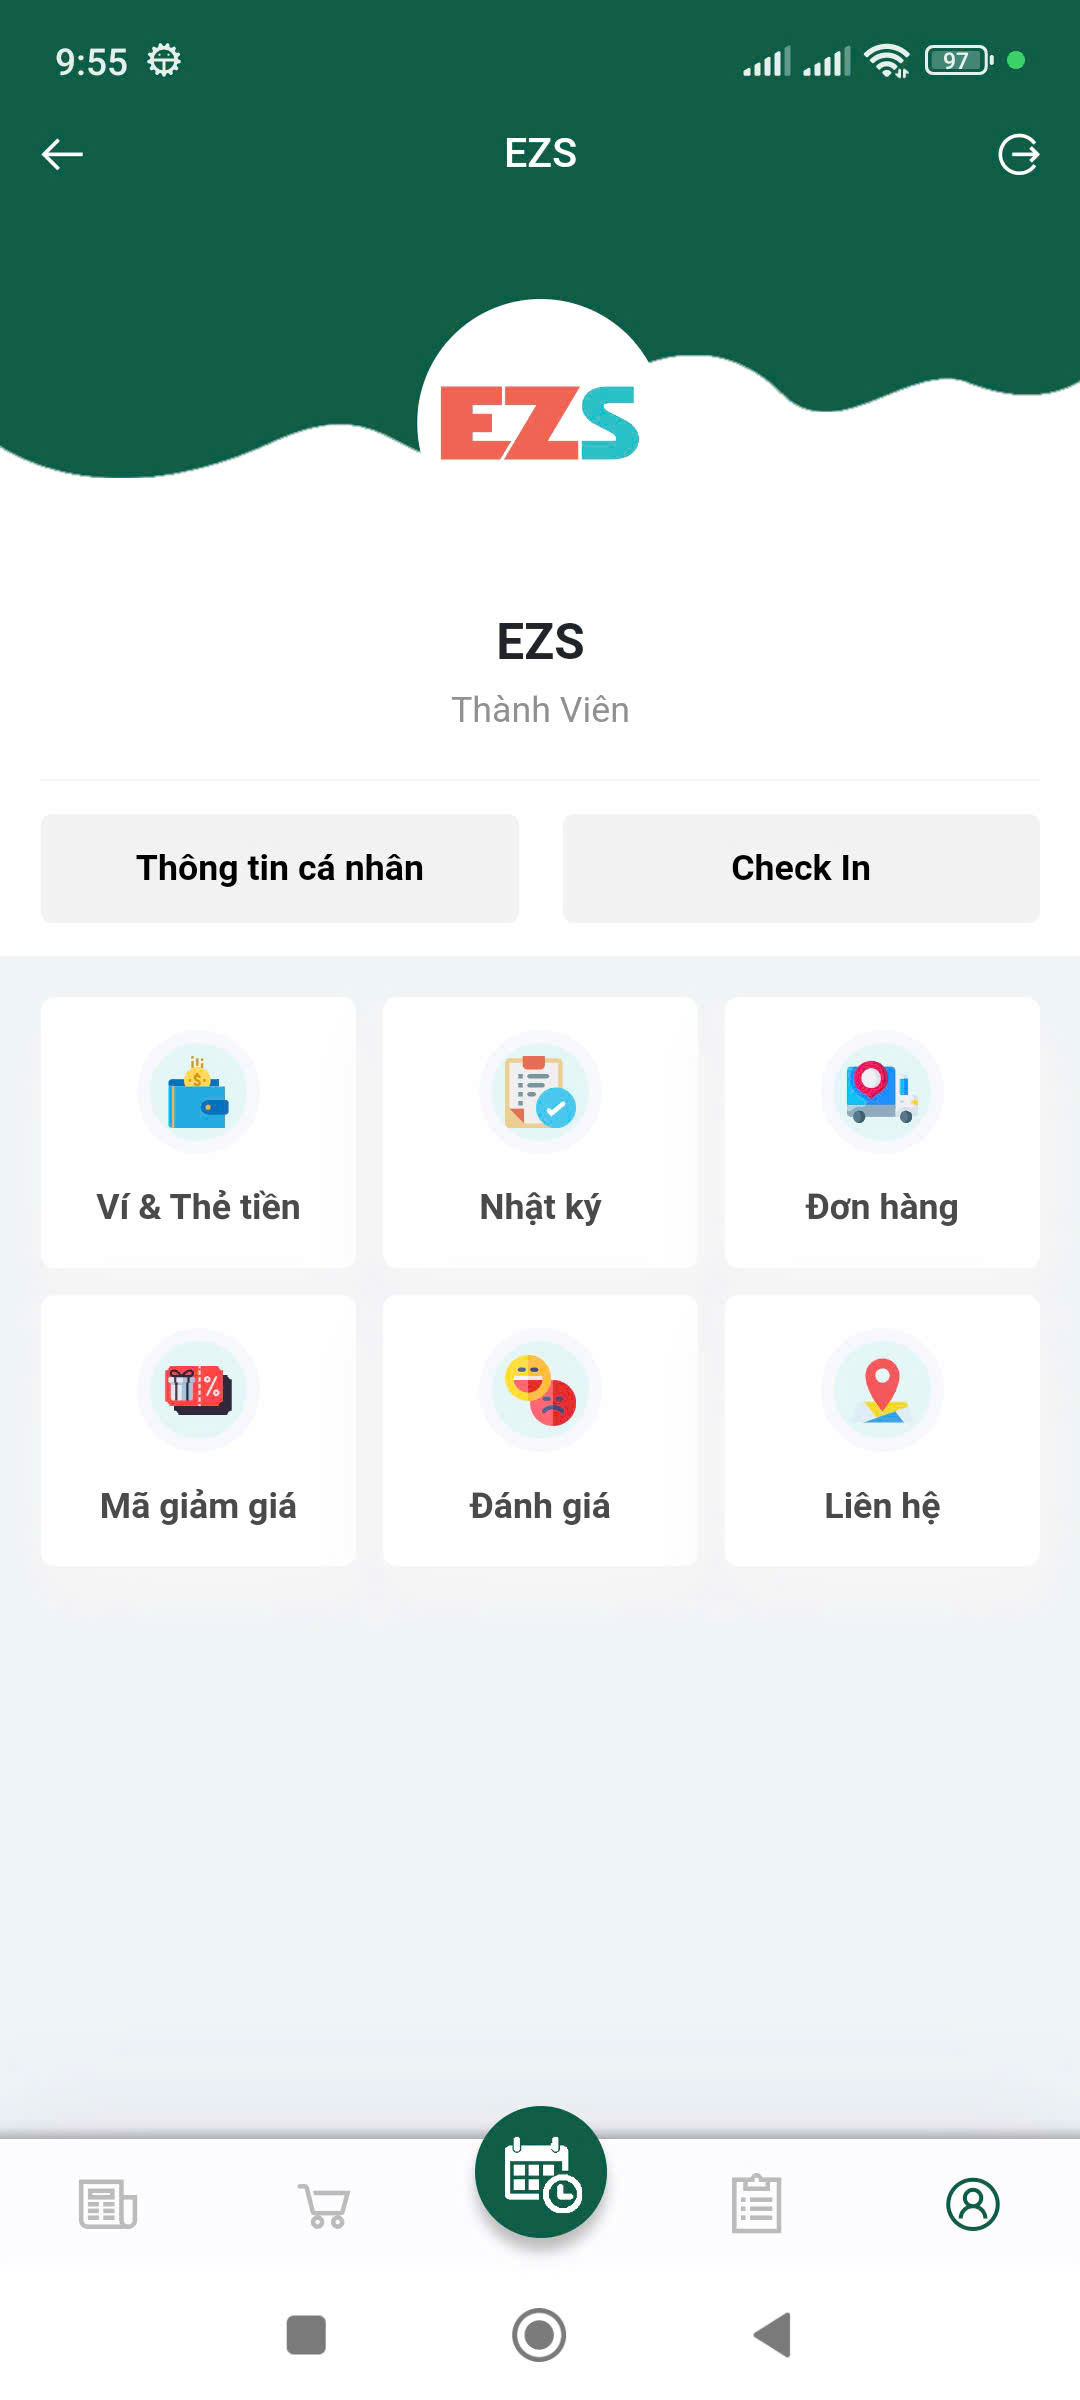 9:55
97
EZS
EZS
EZS
Thành Viên
Thông tin cá nhân
Check In
Ví & Thẻ tiền
Nhật ký
Đơn hàng
Mã giảm giá
Đánh giá
Liên hệ